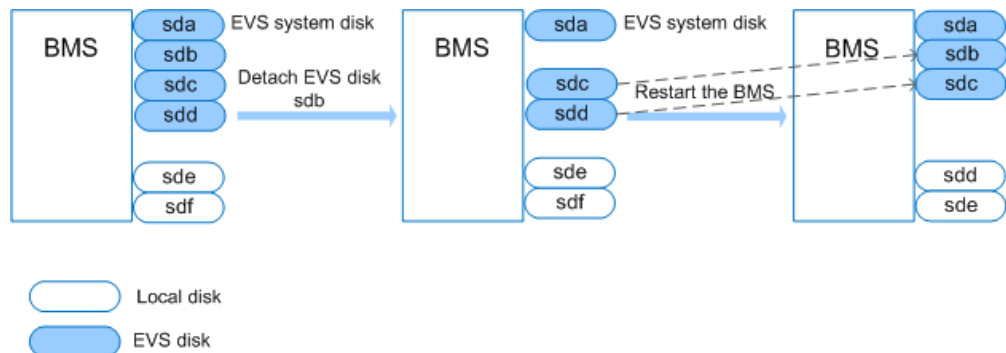 BMS
sda
sdb
sdc
sdd
sde
sdf
EVS system disk
Detach EVS disk
sdb
BMS
sda
sdc
sdd
sde
sdf
EVS system disk
Restart the BMS
BMS
sda
sdb
sdc
sdd
sde
Local disk
EVS disk